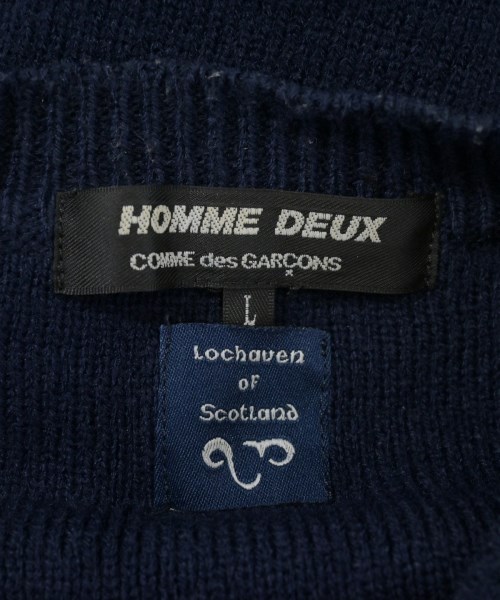 HOMME DEUX
COMME des GARÇONS
L
Lochaven
of
Scotland